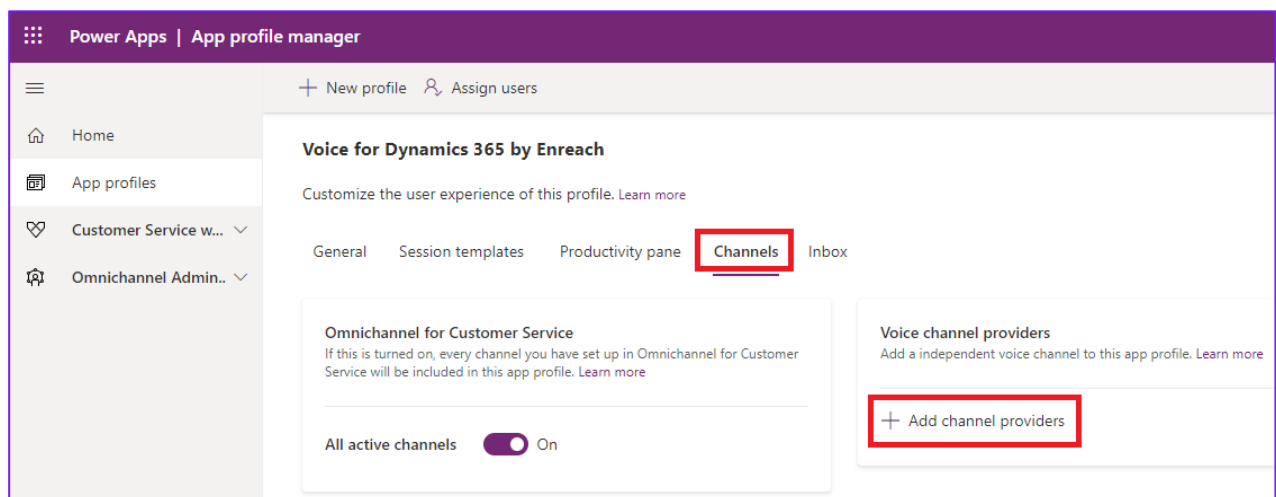 Power Apps | App profile manager
New profile Assign users
Home
App profiles
Customer Service w...
Omnichannel Admin..
Voice for Dynamics 365 by Enreach
Customize the user experience of this profile. Learn more
General Session templates Productivity pane Channels Inbox
Omnichannel for Customer Service
If this is turned on, every channel you have set up in Omnichannel for Customer
Service will be included in this app profile. Learn more
All active channels On
Voice channel providers
Add a independent voice channel to this app profile. Learn more
+ Add channel providers